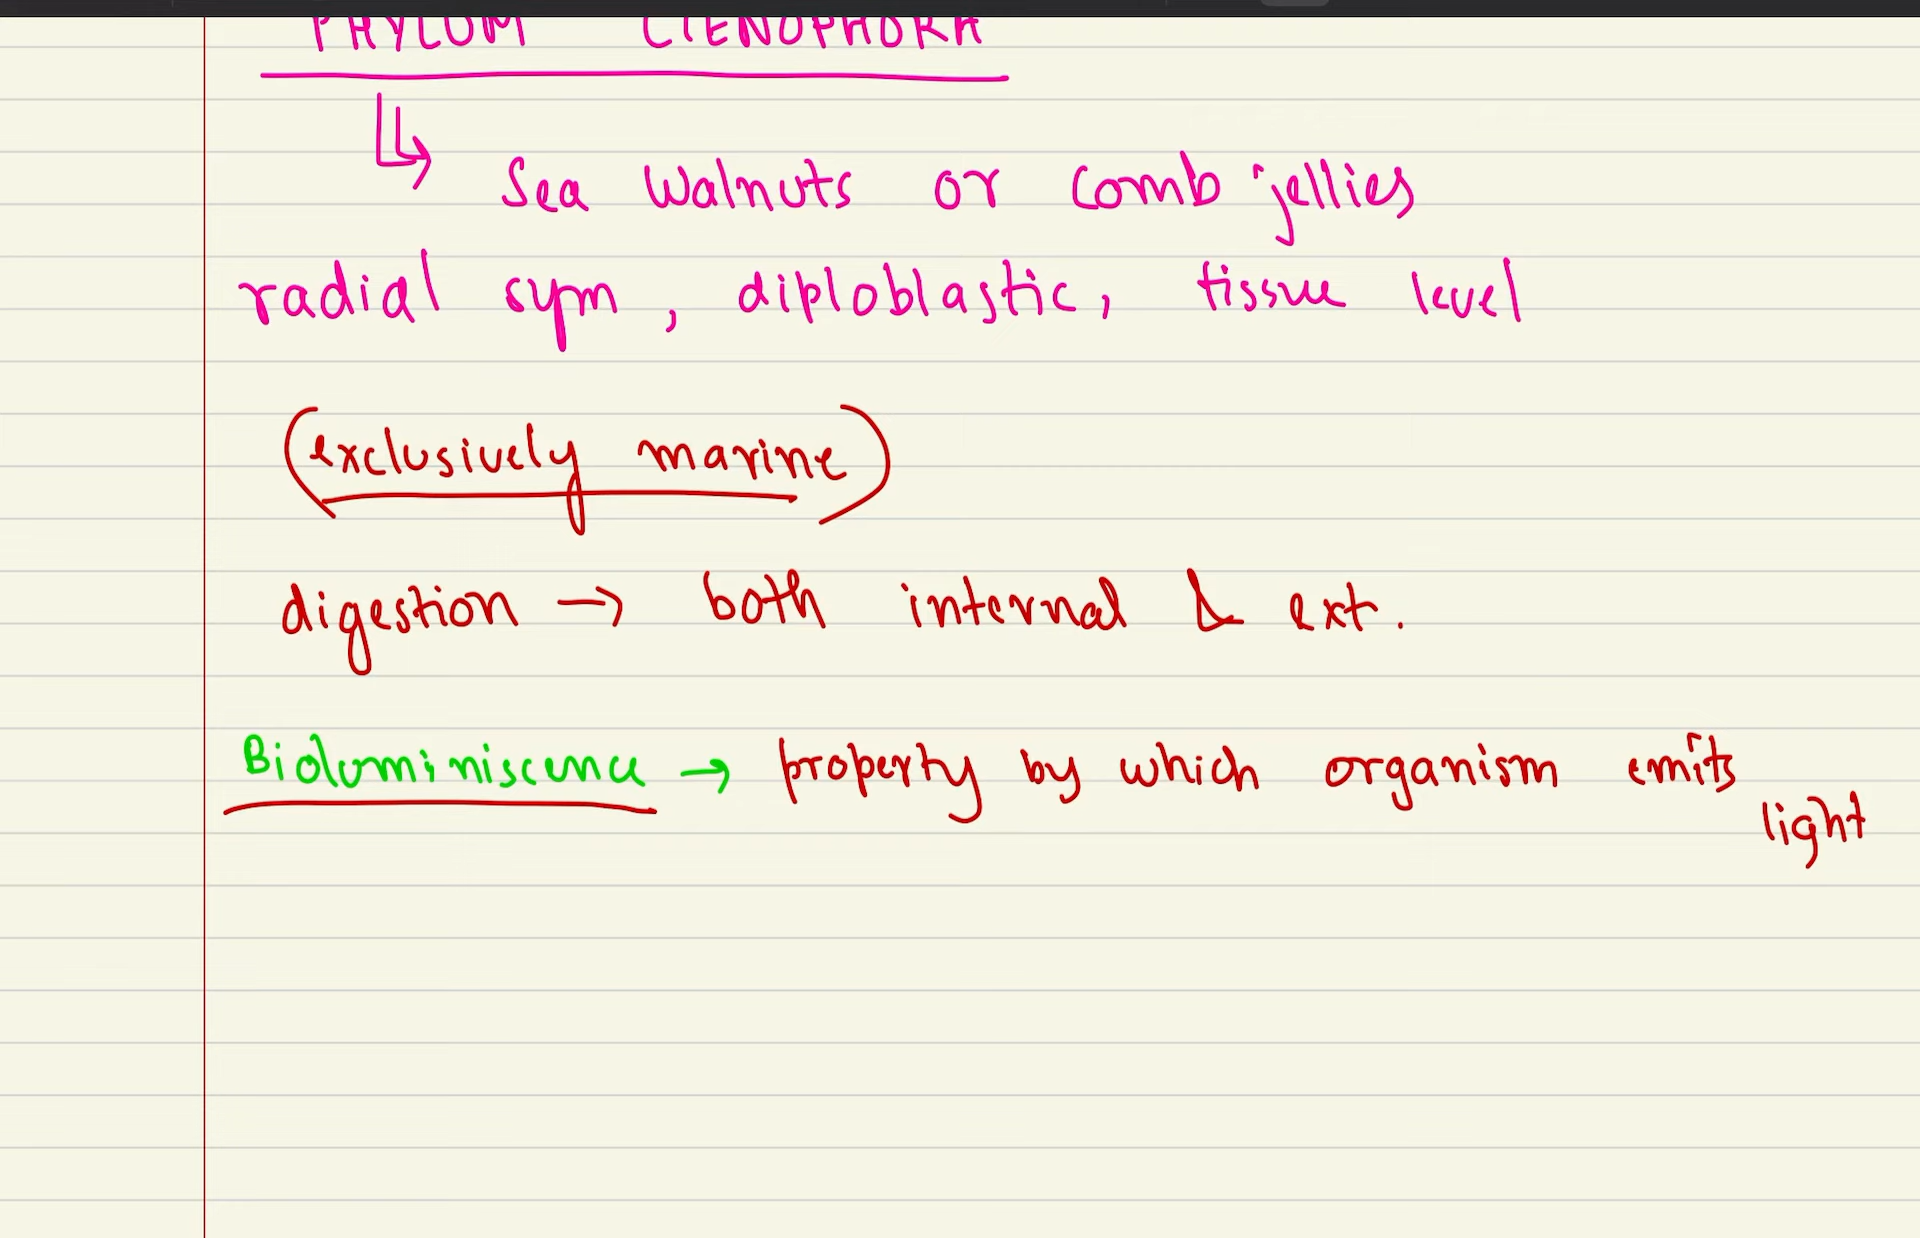 PHYLUM CTENOPHORA
Sea Walnuts or comb jellies
radial sym, diploblastic, tissue level
(exclusively marine)
digestion → both internal & ext.
Bioluminiscence → property by which organism emits
light